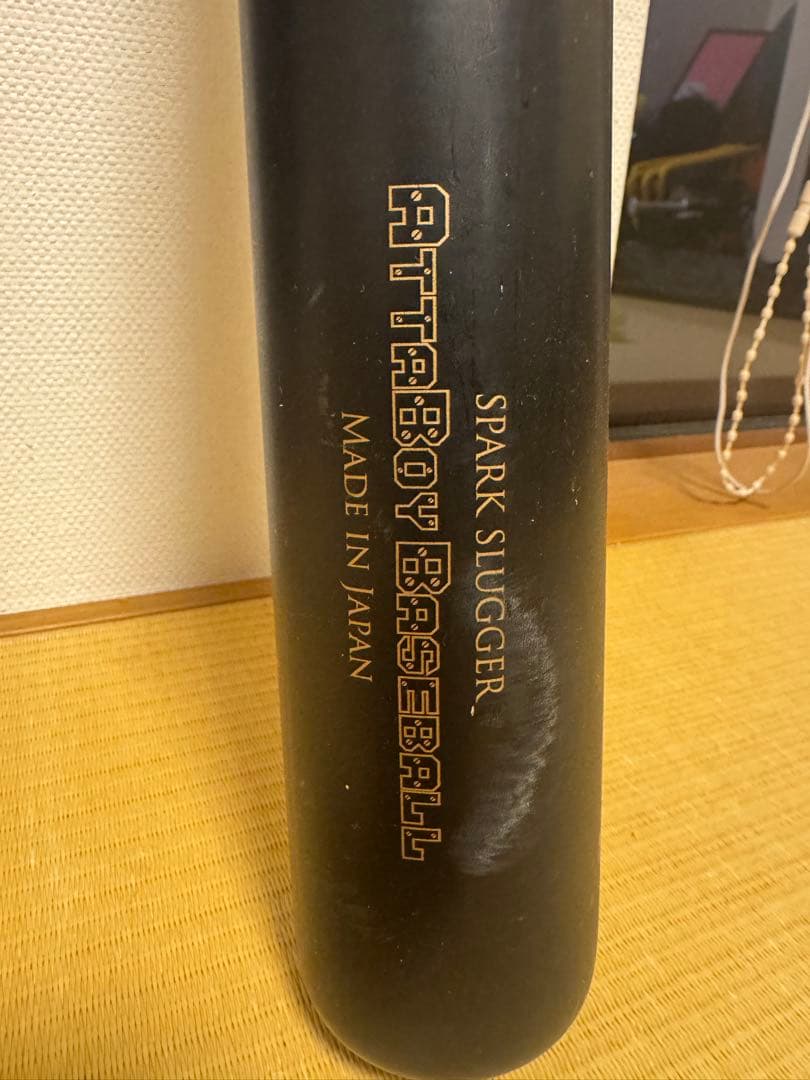 SPARK SLUGGER
ATTABOY BASEBALL
MADE IN JAPAN